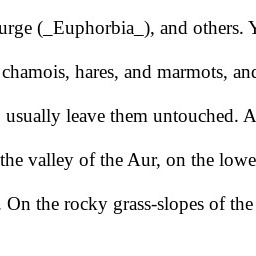 urge (_Euphorbia_), and others. Y
chamois, hares, and marmots, and
usually leave them untouched. A
the valley of the Aur, on the lowe
. On the rocky grass-slopes of the